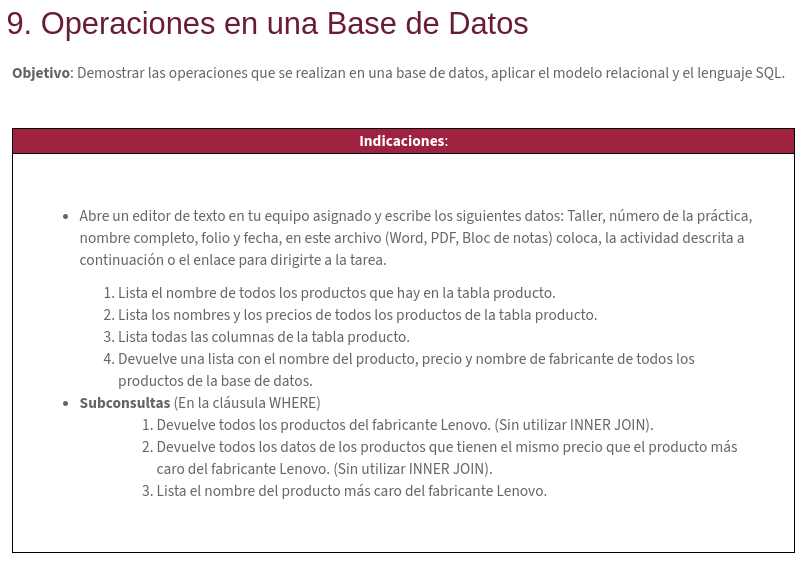 9. Operaciones en una Base de Datos
Objetivo: Demostrar las operaciones que se realizan en una base de datos, aplicar el modelo relacional y el lenguaje SQL.
Indicaciones:
• Abre un editor de texto en tu equipo asignado y escribe los siguientes datos: Taller, número de la práctica,
nombre completo, folio y fecha, en este archivo (Word, PDF, Bloc de notas) coloca, la actividad descrita a
continuación o el enlace para dirigirte a la tarea.
1. Lista el nombre de todos los productos que hay en la tabla producto.
2. Lista los nombres y los precios de todos los productos de la tabla producto.
3. Lista todas las columnas de la tabla producto.
4. Devuelve una lista con el nombre del producto, precio y nombre de fabricante de todos los
productos de la base de datos.
• Subconsultas (En la cláusula WHERE)
1. Devuelve todos los productos del fabricante Lenovo. (Sin utilizar INNER JOIN).
2. Devuelve todos los datos de los productos que tienen el mismo precio que el producto más
caro del fabricante Lenovo. (Sin utilizar INNER JOIN).
3. Lista el nombre del producto más caro del fabricante Lenovo.